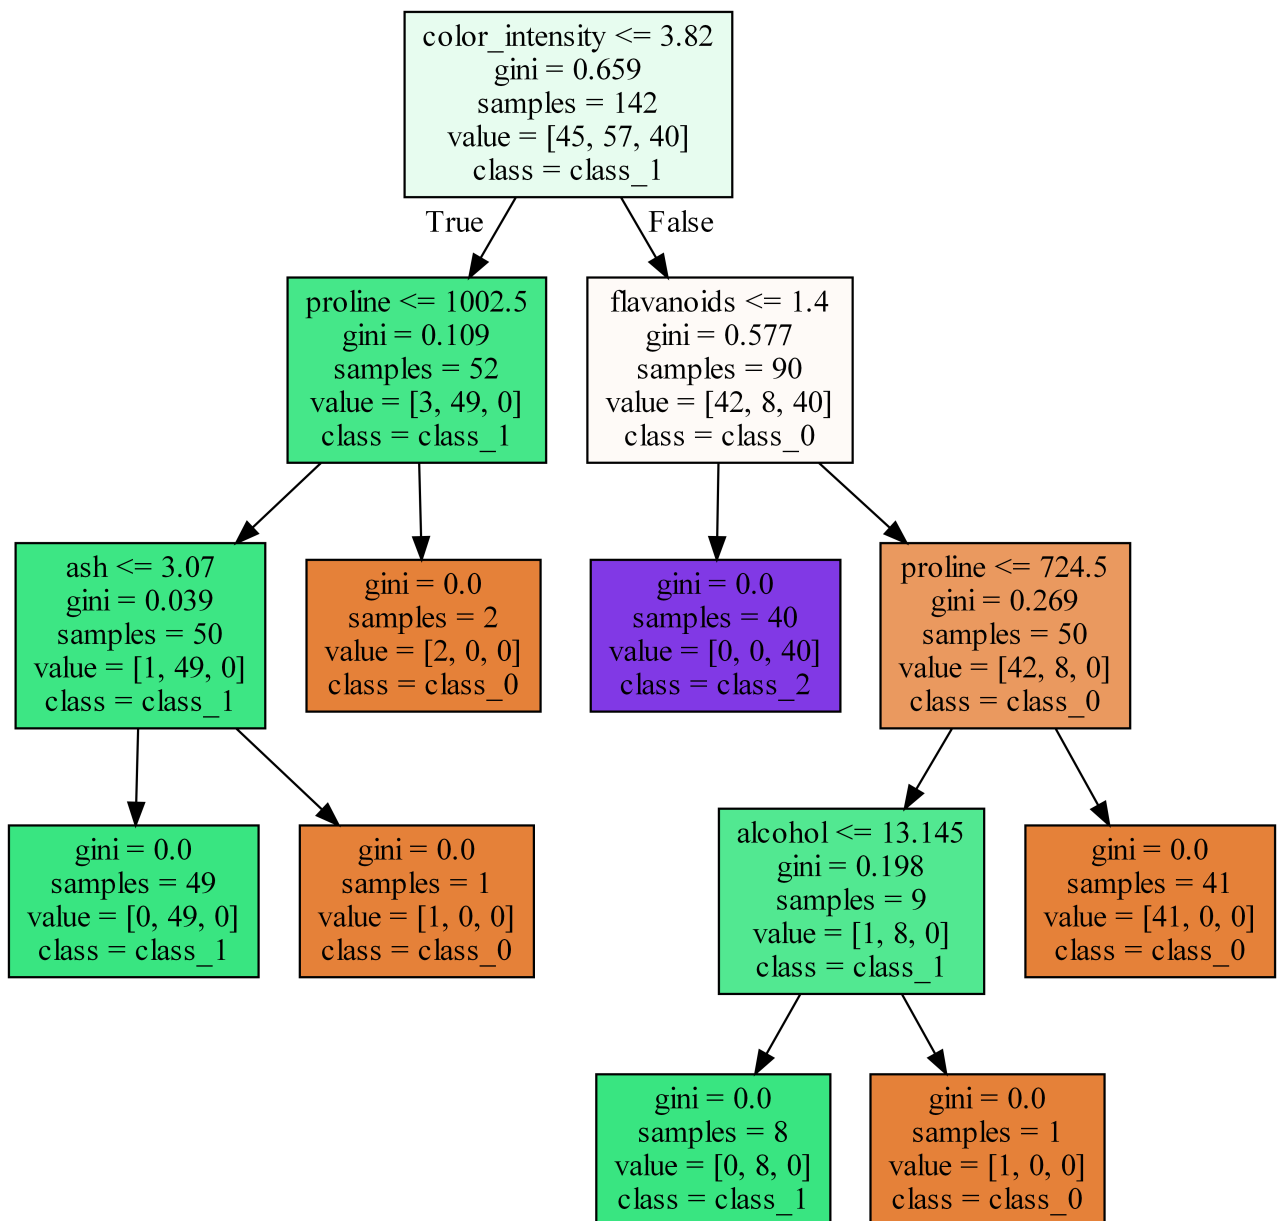 color_intensity <= 3.82
gini = 0.659
samples = 142
value = [45, 57, 40]
class = class_1
True
False
proline <= 1002.5
gini = 0.109
samples = 52
value = [3, 49, 0]
class = class_1
flavanoids <= 1.4
gini = 0.577
samples = 90
value = [42, 8, 40]
class = class_0
ash <= 3.07
gini = 0.039
samples = 50
value = [1, 49, 0]
class = class_1
gini = 0.0
samples = 2
value = [2, 0, 0]
class = class_0
gini = 0.0
samples = 40
value = [0, 0, 40]
class = class_2
proline <= 724.5
gini = 0.269
samples = 50
value = [42, 8, 0]
class = class_0
gini = 0.0
samples = 49
value = [0, 49, 0]
class = class_1
gini = 0.0
samples = 1
value = [1, 0, 0]
class = class_0
alcohol <= 13.145
gini = 0.198
samples = 9
value = [1, 8, 0]
class = class_1
gini = 0.0
samples = 41
value = [41, 0, 0]
class = class_0
gini = 0.0
samples = 8
value = [0, 8, 0]
class = class_1
gini = 0.0
samples = 1
value = [1, 0, 0]
class = class_0